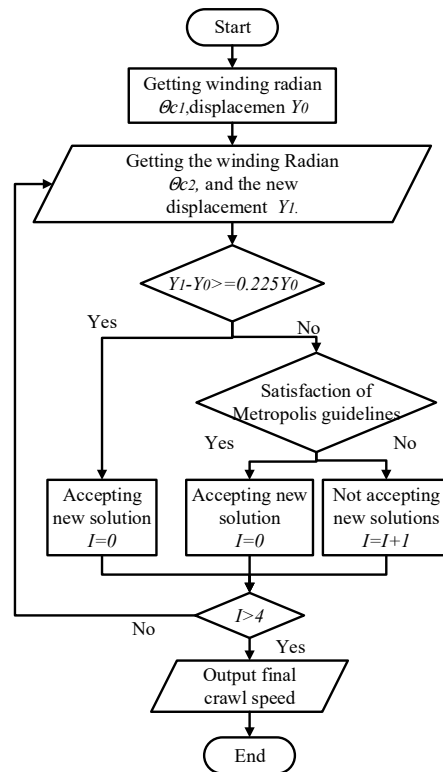 Start
Getting winding radian
Θc1,displacemen Y0
Getting the winding Radian
Θc2, and the new
displacement Y1.
Y1-Y0>=0.225Y0
Yes
No
Satisfaction of
Metropolis guidelines
Yes
No
Accepting
new solution
I=0
Accepting new
solution
I=0
Not accepting
new solutions
I=I+1
I>4
No
Yes
Output final
crawl speed
End